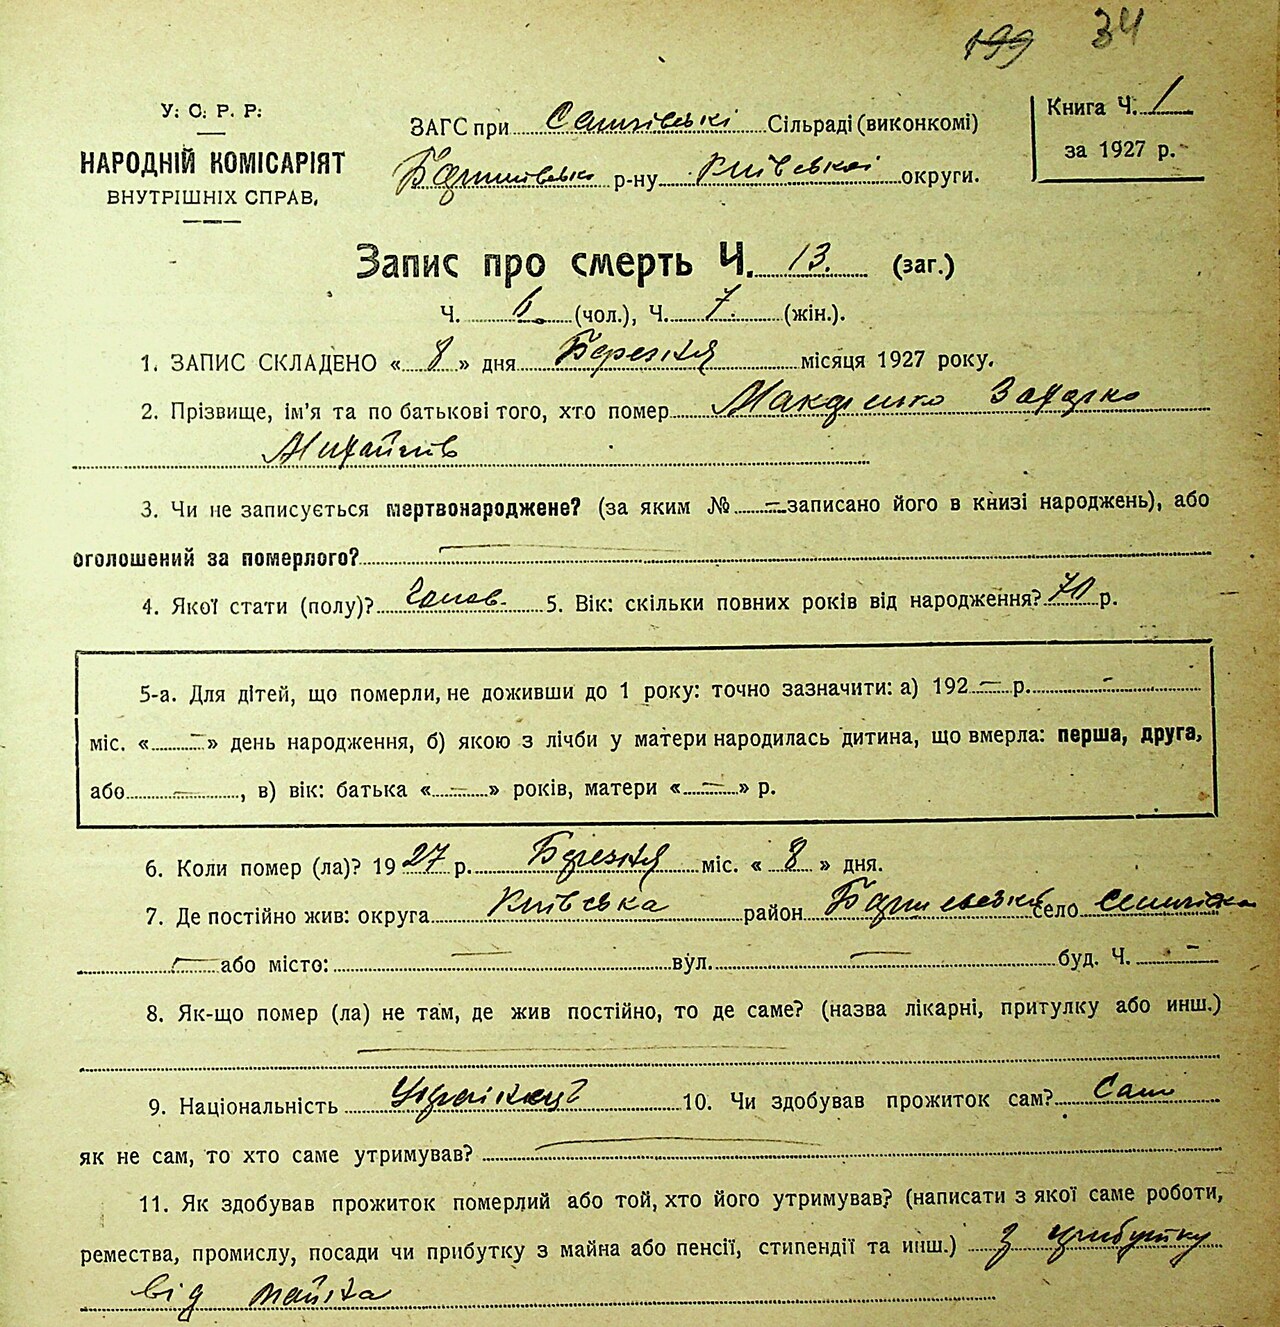 199 34
У. С. Р. Р.
НАРОДНІЙ КОМІСАРІЯТ
ВНУТРІШНІХ СПРАВ.
ЗАГС при Сільраді (виконкомі)
р-ну Київської округи.
Книга Ч. 1
за 1927 р.
Запис про смерть Ч. 13. (заг.)
Ч. 6. (чол.), Ч. 7. (жін.).
1. ЗАПИС СКЛАДЕНО « 8 » дня Березня місяця 1927 року.
2. Прізвище, ім'я та по батькові того, хто помер Макаренко Захарко
Михайлів
3. Чи не записується мертвонароджене? (за яким № — записано його в книзі народжень), або
оголошений за померлого? —
4. Якої стати (полу)? Чолов. 5. Вік: скільки повних років від народження? 70 р.
5-а. Для дітей, що померли, не доживши до 1 року: точно зазначити: а) 192 — р. —
міс. « — » день народження, б) якою з лічби у матери народилась дитина, що вмерла: перша, друга,
або — , в) вік: батька « — » років, матери « — » р.
6. Коли помер (ла)? 1927 р. Березня міс. « 8 » дня.
7. Де постійно жив: округа Київська район село
— або місто: — вул. — буд. Ч. —
8. Як-що помер (ла) не там, де жив постійно, то де саме? (назва лікарні, притулку або инш.)
—
9. Національність Українець 10. Чи здобував прожиток сам? Сам
як не сам, то хто саме утримував? —
11. Як здобував прожиток померлий або той, хто його утримував? (написати з якої саме роботи,
ремества, промислу, посади чи прибутку з майна або пенсії, стипендії та инш.) з прибутку
від майна